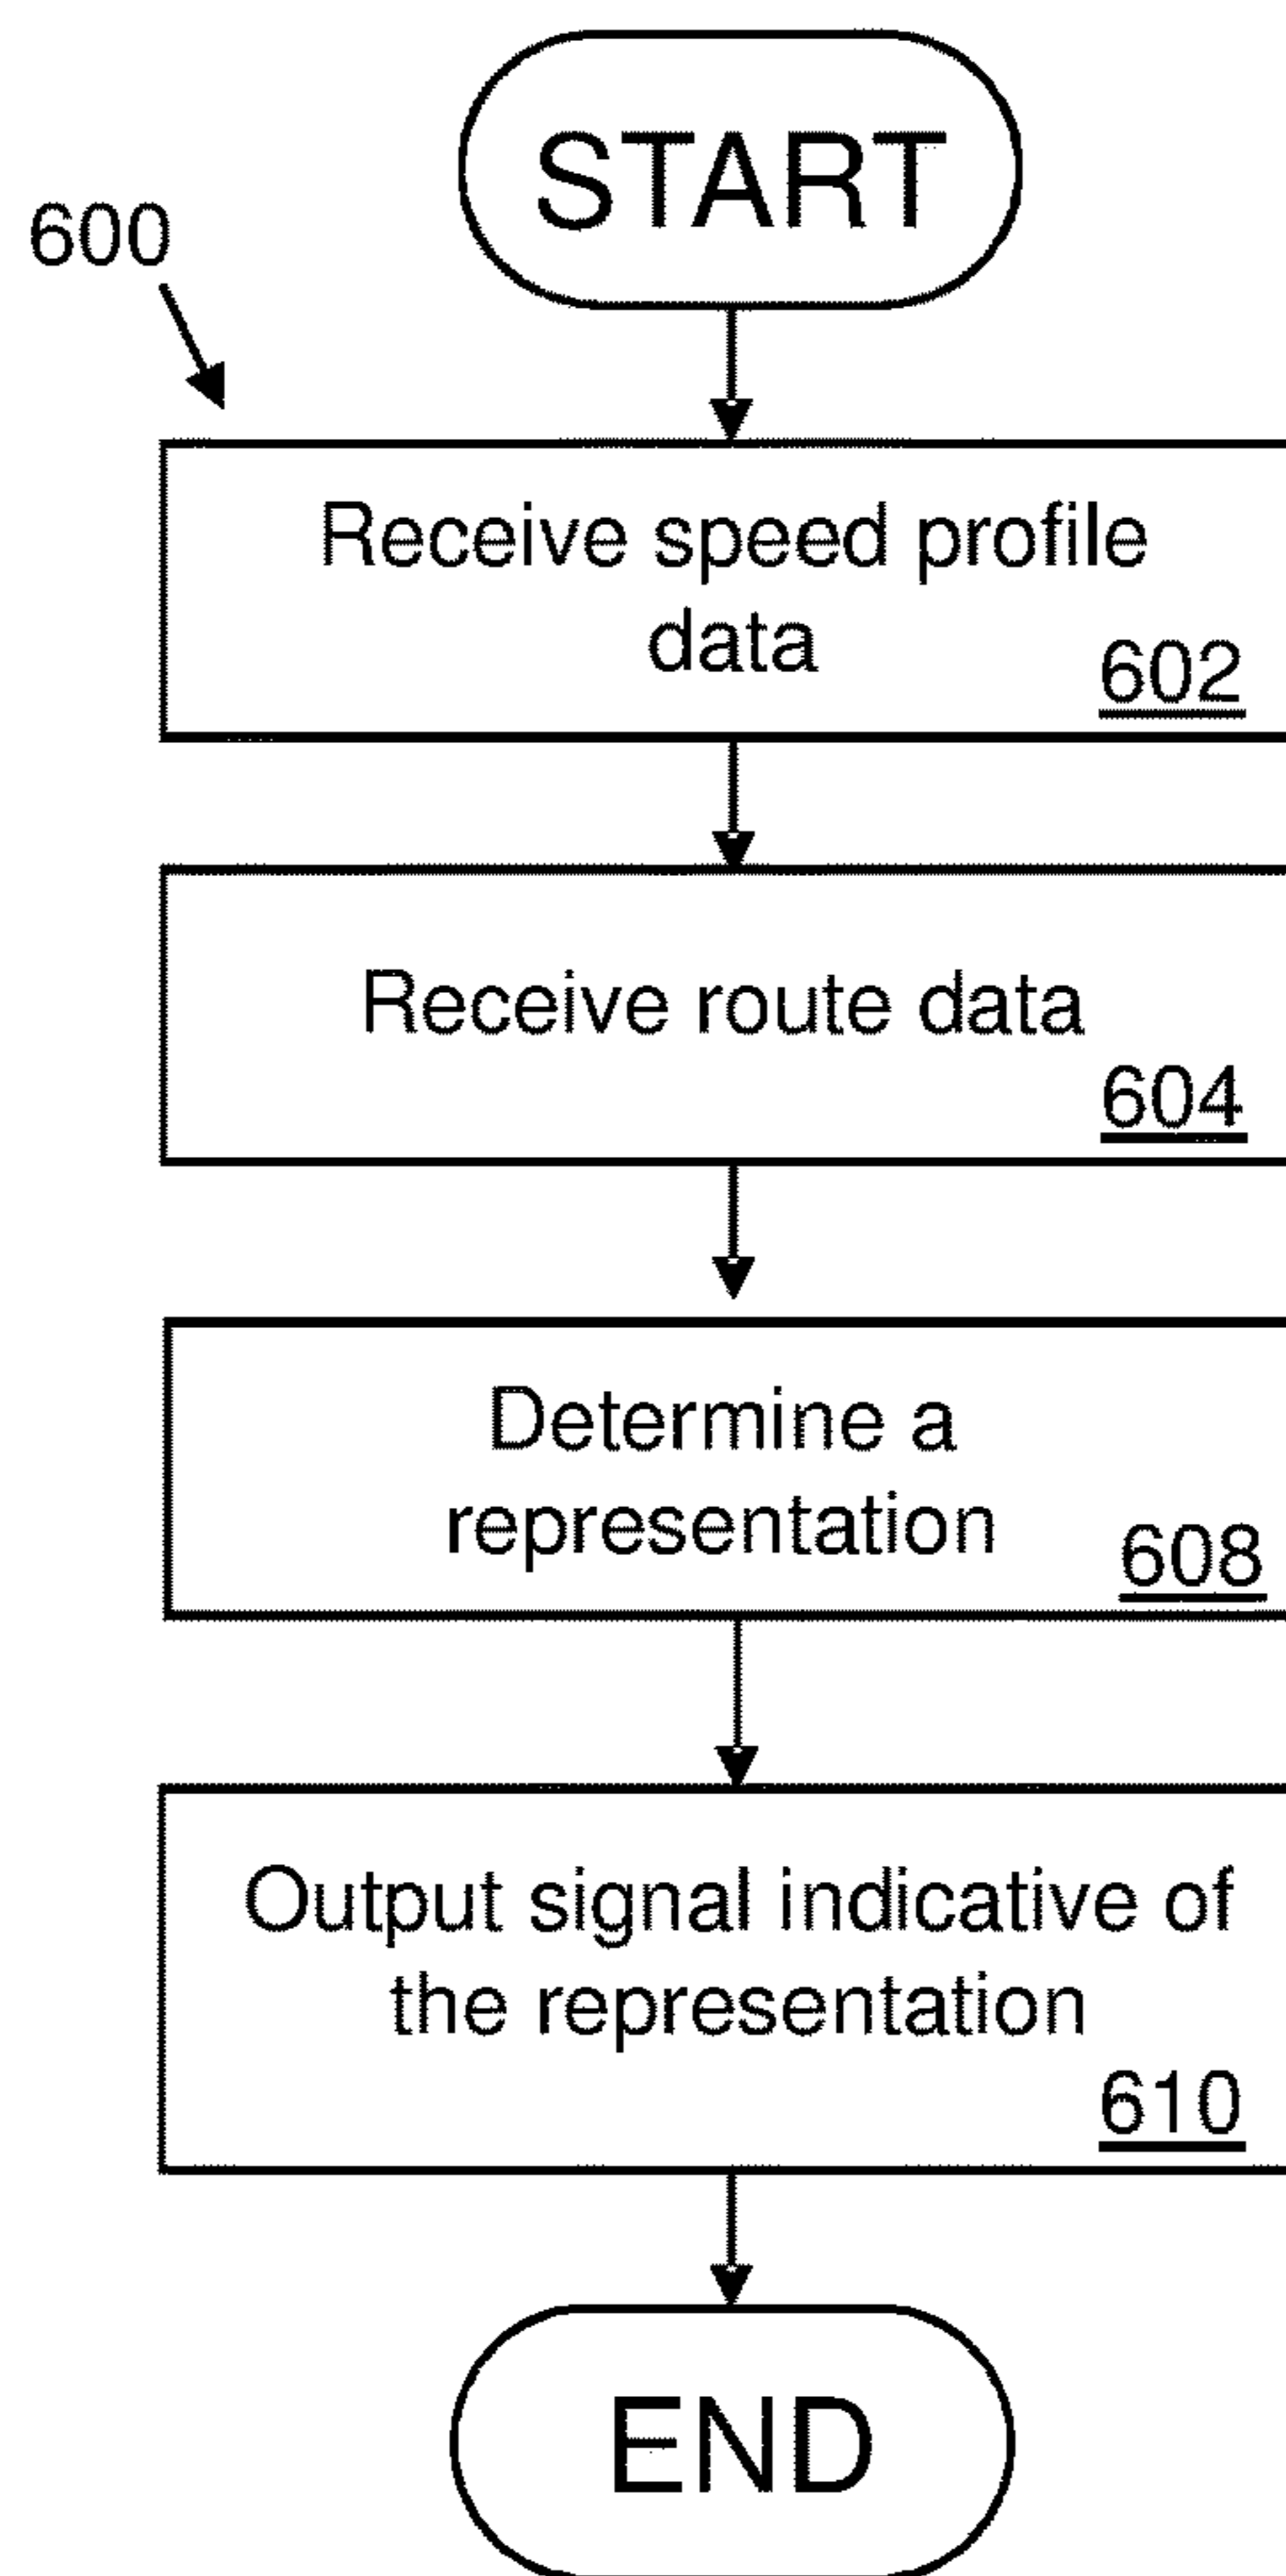 START
600
Receive speed profile
data
602
Receive route data
604
Determine a
representation
608
Output signal indicative of
the representation
610
END